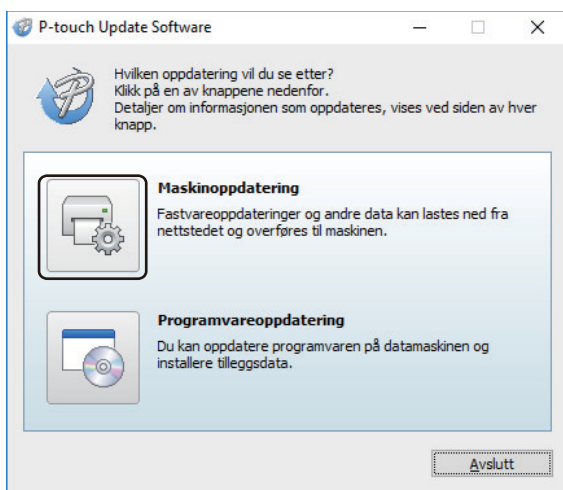 P-touch Update Software
Hvilken oppdatering vil du se etter?
Klikk på en av knappene nedenfor.
Detaljer om informasjonen som oppdateres, vises ved siden av hver
knapp.
Maskinoppdatering
Fastvareoppdateringer og andre data kan lastes ned fra
nettstedet og overføres til maskinen.
Programvareoppdatering
Du kan oppdatere programvaren på datamaskinen og
installere tilleggsdata.
Avslutt